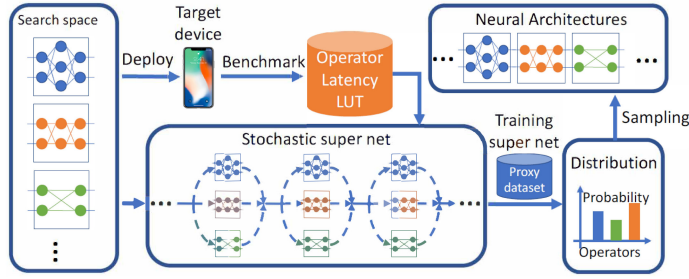 Search space
Target
device
Deploy
Benchmark
Operator
Latency
LUT
Neural Architectures
Stochastic super net
Training
super net
Proxy
dataset
Sampling
Distribution
Probability
Operators